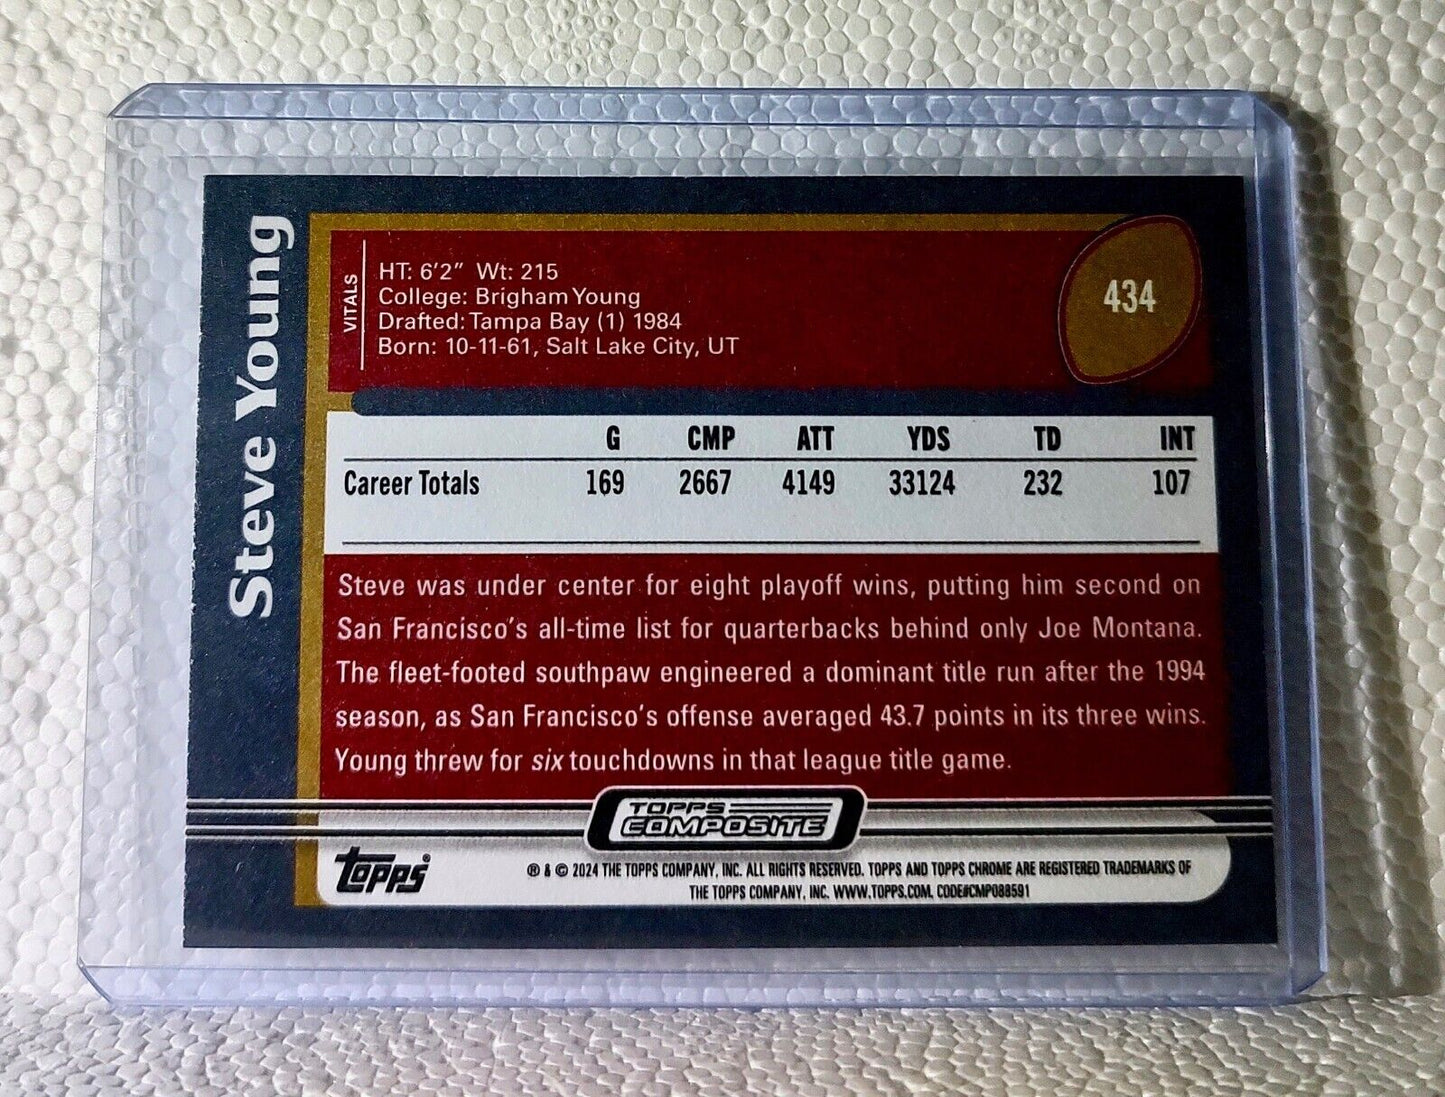 Steve Young
VITALS
HT: 6'2" Wt: 215
College: Brigham Young
Drafted: Tampa Bay (1) 1984
Born: 10-11-61, Salt Lake City, UT
434
G CMP ATT YDS TD INT
Career Totals 169 2667 4149 33124 232 107
Steve was under center for eight playoff wins, putting him second on
San Francisco's all-time list for quarterbacks behind only Joe Montana.
The fleet-footed southpaw engineered a dominant title run after the 1994
season, as San Francisco's offense averaged 43.7 points in its three wins.
Young threw for six touchdowns in that league title game.
TOPPS
COMPOSITE
Topps®
® & © 2024 THE TOPPS COMPANY, INC. ALL RIGHTS RESERVED. TOPPS AND TOPPS CHROME ARE REGISTERED TRADEMARKS OF
THE TOPPS COMPANY, INC. WWW.TOPPS.COM. CODE#CMP088591